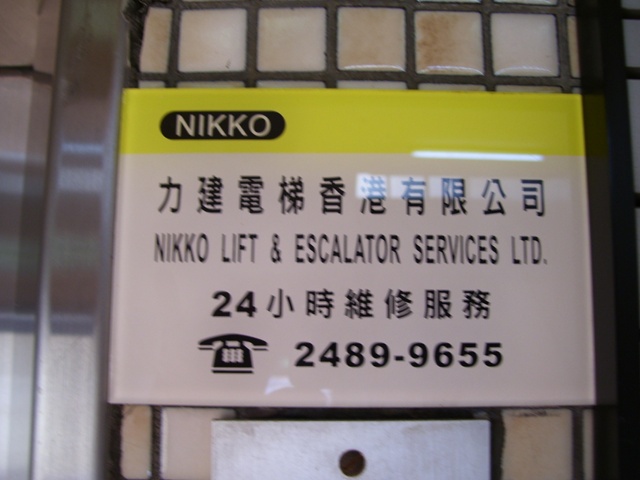 NIKKO
力建電梯香港有限公司
NIKKO LIFT & ESCALATOR SERVICES LTD.
24小時維修服務
2489-9655